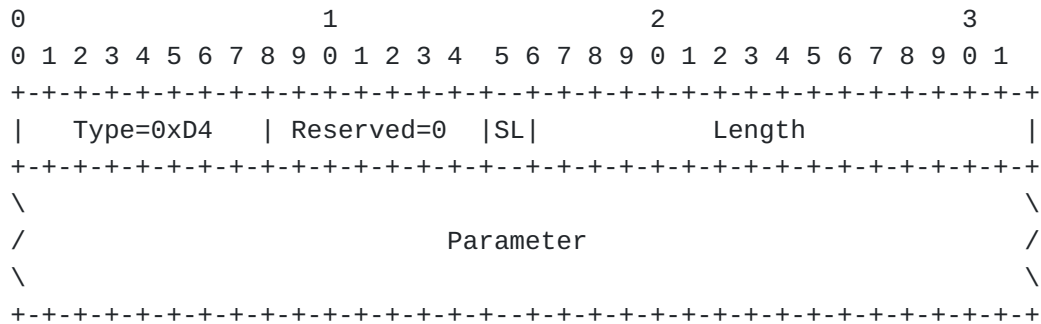 0                   1                   2                   3
0 1 2 3 4 5 6 7 8 9 0 1 2 3 4  5 6 7 8 9 0 1 2 3 4 5 6 7 8 9 0 1
+-+-+-+-+-+-+-+-+-+-+-+-+-+-+--+-+-+-+-+-+-+-+-+-+-+-+-+-+-+-+-+
|   Type=0xD4   | Reserved=0  |SL|           Length              |
+-+-+-+-+-+-+-+-+-+-+-+-+-+-+--+-+-+-+-+-+-+-+-+-+-+-+-+-+-+-+-+
\                                                                \
/                           Parameter                            /
\                                                                \
+-+-+-+-+-+-+-+-+-+-+-+-+-+-+--+-+-+-+-+-+-+-+-+-+-+-+-+-+-+-+-+